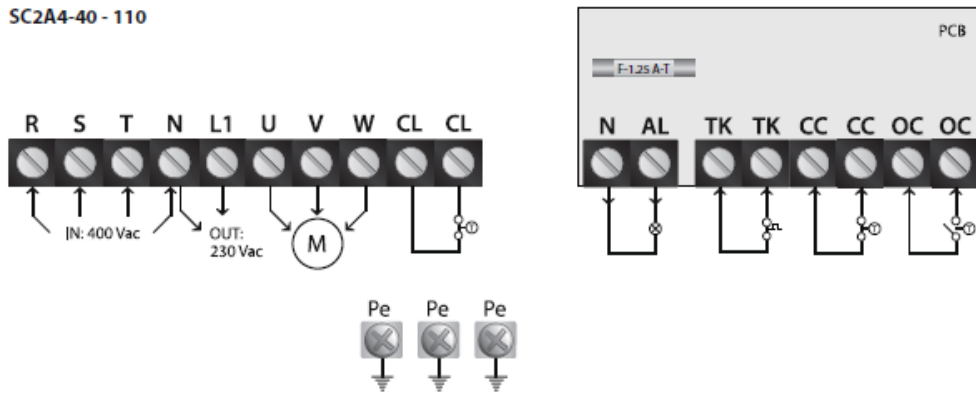 SC2A4-40 - 110
PCB
F-1.25 A-T
R S T N L1 U V W CL CL
N AL TK TK CC CC OC OC
IN: 400 Vac
OUT:
230 Vac
M
T
T
T
Pe Pe Pe